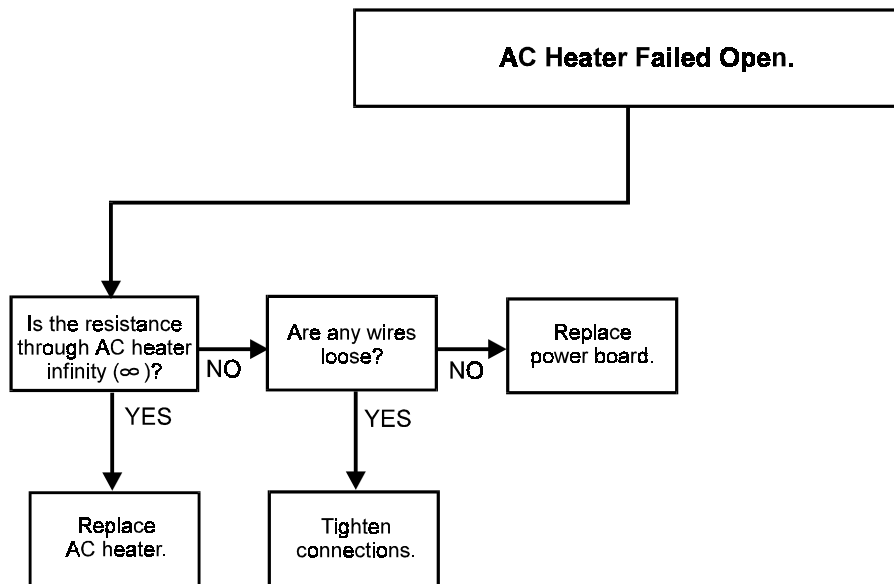 AC Heater Failed Open.
Is the resistance
through AC heater
infinity (∞)?
NO
Are any wires
loose?
NO
Replace
power board.
YES
YES
Replace
AC heater.
Tighten
connections.